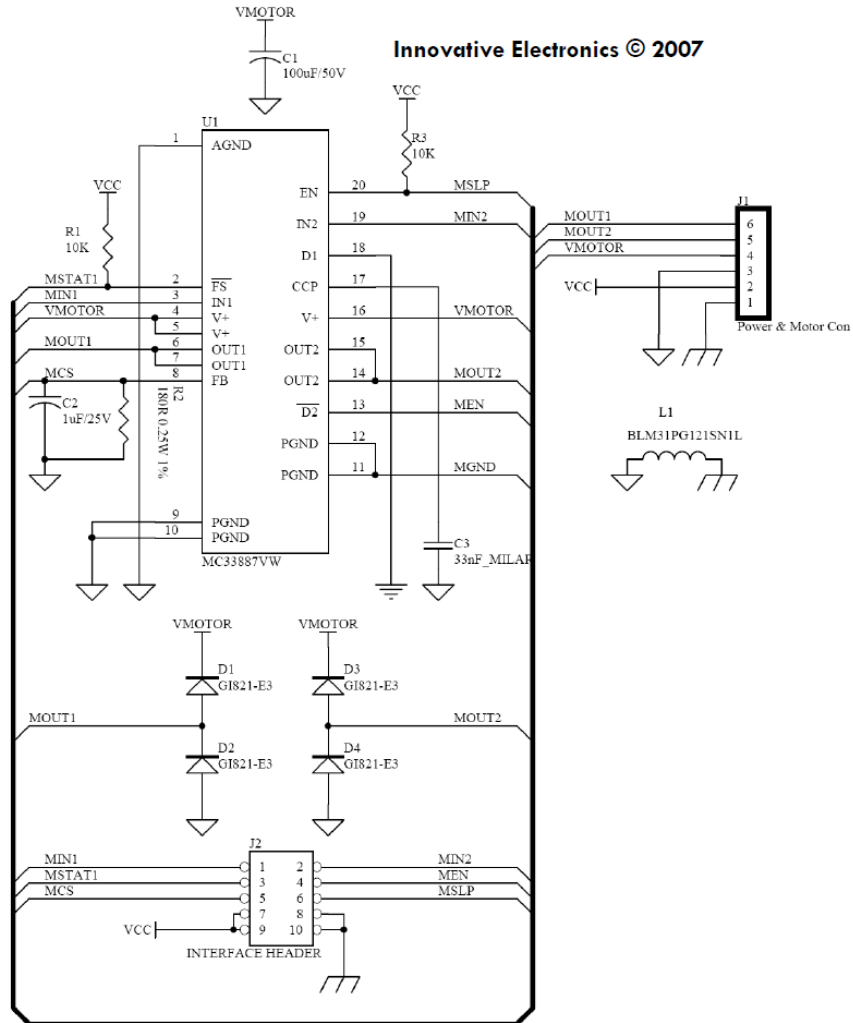 VMOTOR
C1
100uF/50V
Innovative Electronics © 2007
VCC
R3
10K
U1
1 AGND
VCC
R1
10K
EN 20 MSLP
IN2 19 MIN2
D1 18
CCP 17
V+ 16 VMOTOR
OUT2 15
OUT2 14 MOUT2
D2 13 MEN
PGND 12
PGND 11 MGND
MSTAT1 2 FS
MIN1 3 IN1
VMOTOR 4 V+
5 V+
MOUT1 6 OUT1
7 OUT1
MCS 8 FB
C2
1uF/25V
R2
180R 0.25W 1%
9 PGND
10 PGND
MC33887VW
C3
33nF_MILAR
J1
MOUT1 6
MOUT2 5
VMOTOR 4
3
VCC 2
1
Power & Motor Con
L1
BLM31PG121SN1L
VMOTOR
VMOTOR
D1
GI821-E3
D3
GI821-E3
MOUT1
MOUT2
D2
GI821-E3
D4
GI821-E3
J2
MIN1 1 2 MIN2
MSTAT1 3 4 MEN
MCS 5 6 MSLP
7 8
VCC 9 10
INTERFACE HEADER